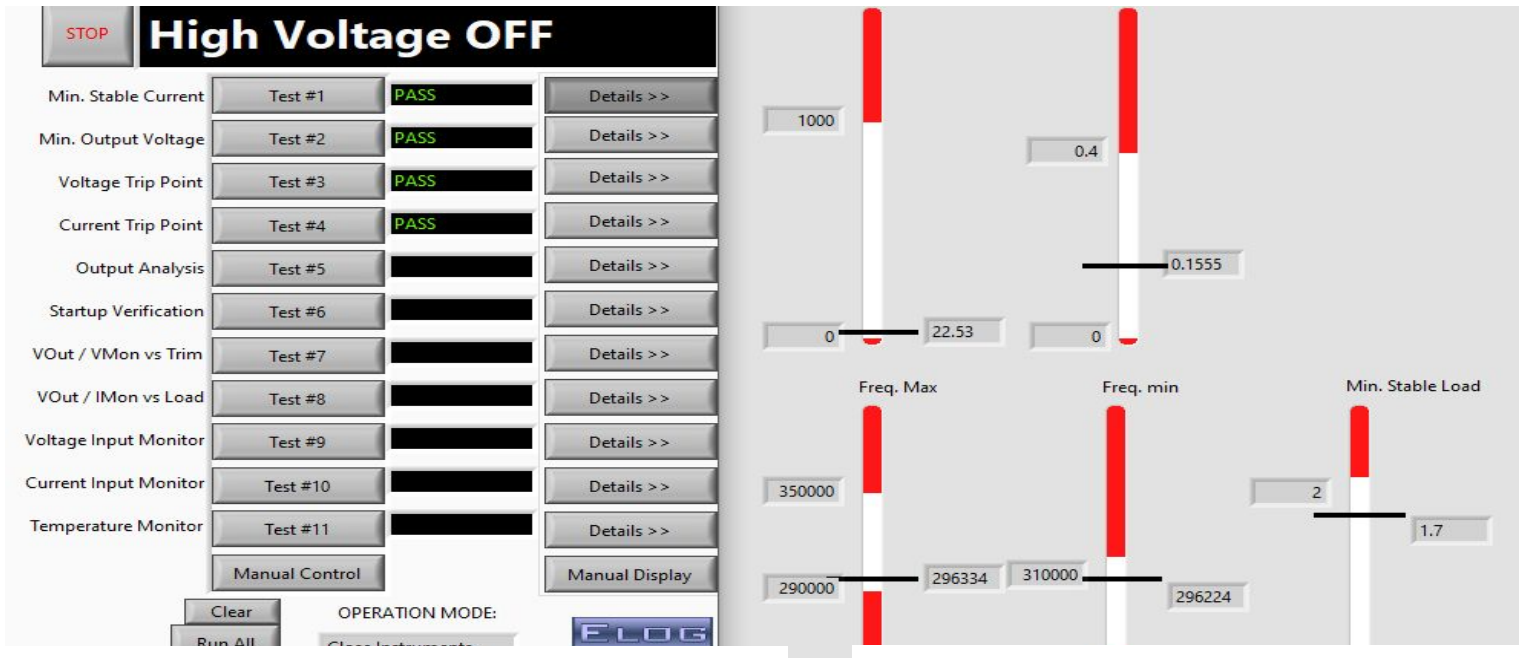 STOP
High Voltage OFF
Min. Stable Current Test #1 PASS Details >>
Min. Output Voltage Test #2 PASS Details >>
Voltage Trip Point Test #3 PASS Details >>
Current Trip Point Test #4 PASS Details >>
Output Analysis Test #5 Details >>
Startup Verification Test #6 Details >>
VOut / VMon vs Trim Test #7 Details >>
VOut / IMon vs Load Test #8 Details >>
Voltage Input Monitor Test #9 Details >>
Current Input Monitor Test #10 Details >>
Temperature Monitor Test #11 Details >>
Manual Control Manual Display
Clear OPERATION MODE:
Run All Close Instruments ELOG
1000
0.4
0.1555
0 22.53 0
Freq. Max Freq. min Min. Stable Load
350000 2
1.7
290000 296334 310000 296224